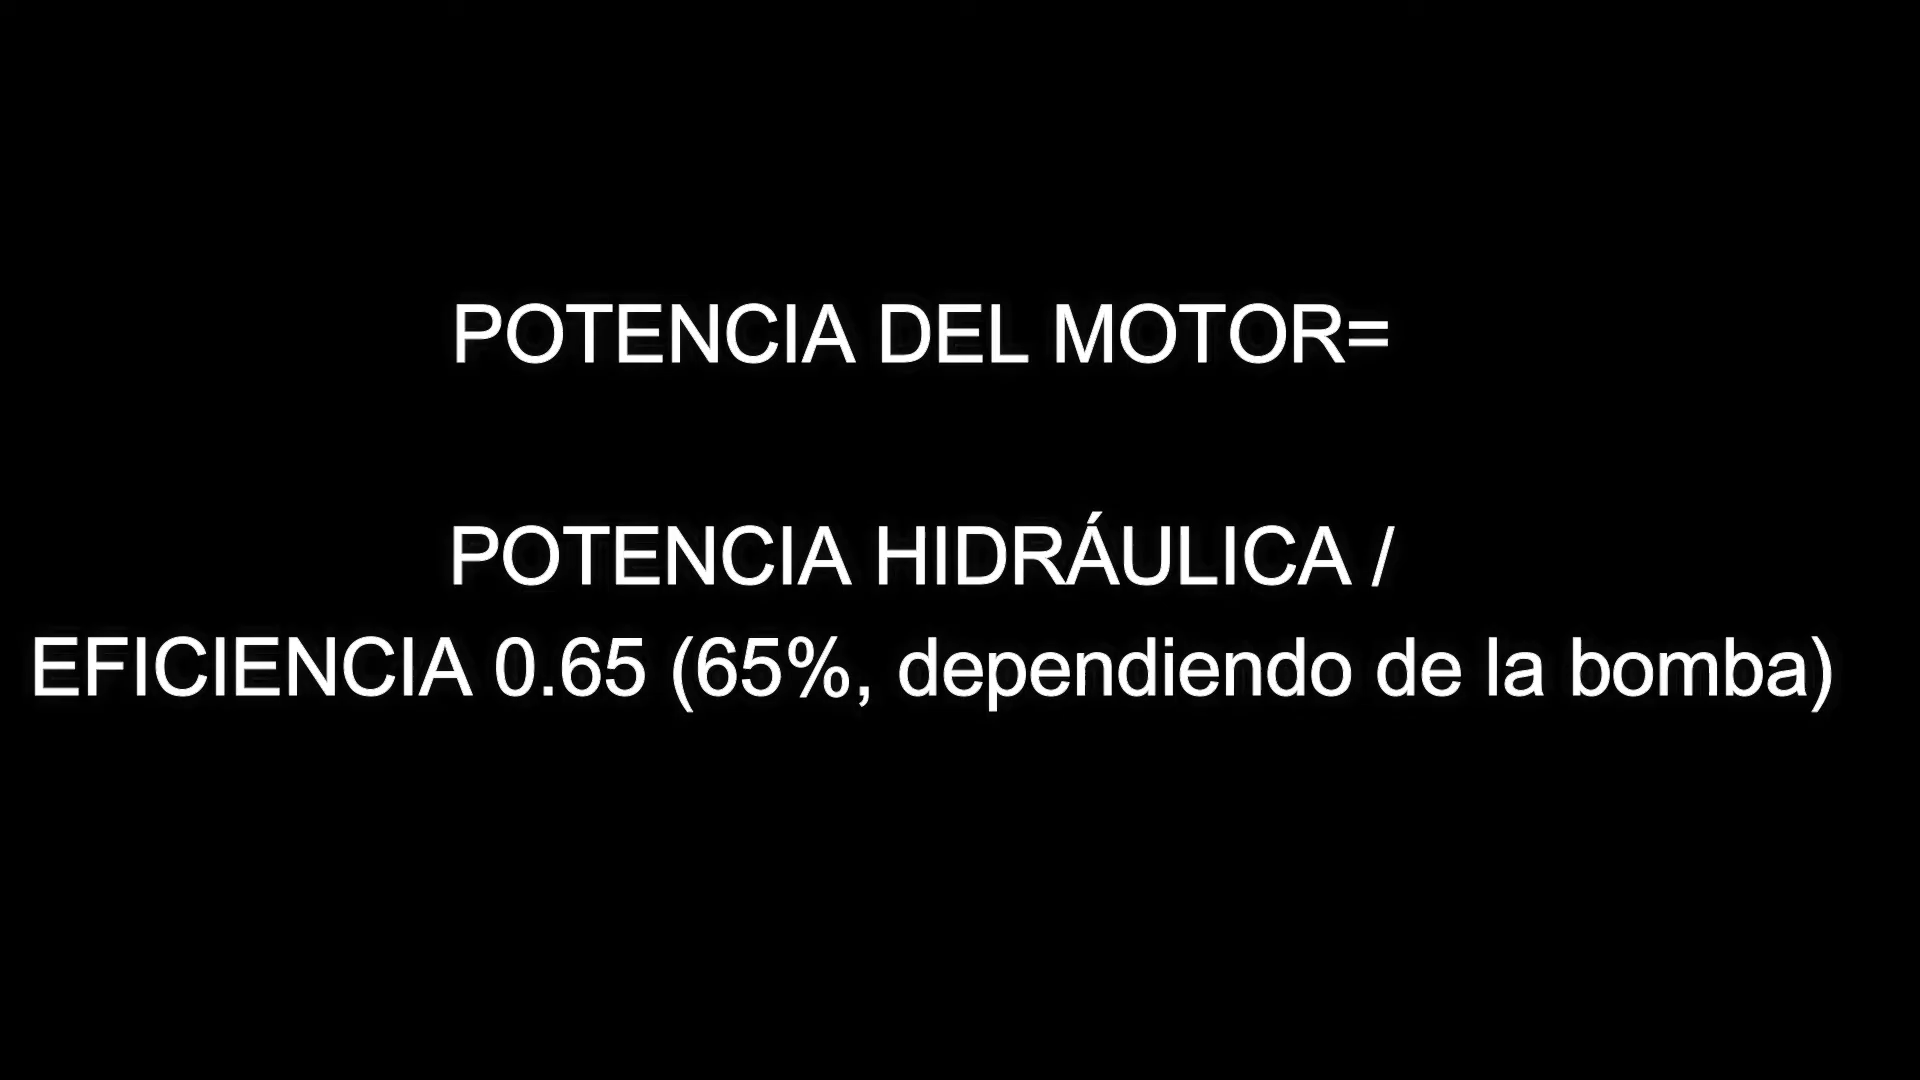 POTENCIA DEL MOTOR=
POTENCIA HIDRÁULICA /
EFICIENCIA 0.65 (65%, dependiendo de la bomba)